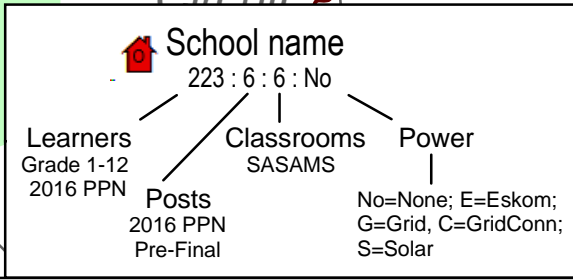 School name
223 : 6 : 6 : No
Learners
Grade 1-12
2016 PPN
Posts
2016 PPN
Pre-Final
Classrooms
SASAMS
Power
No=None; E=Eskom;
G=Grid, C=GridConn;
S=Solar